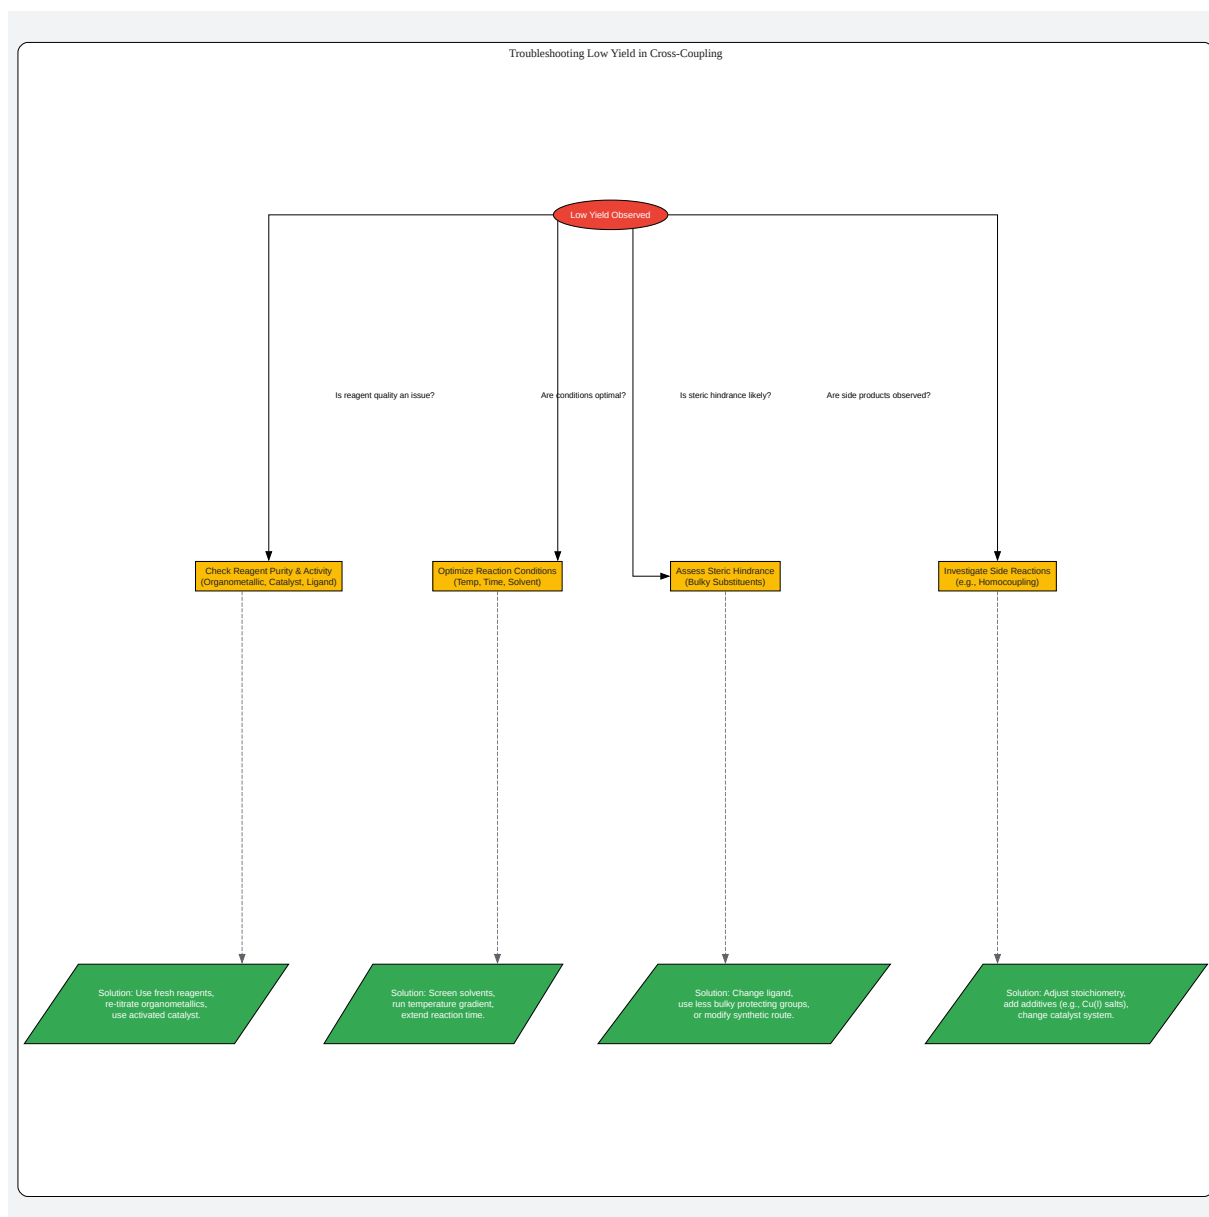 Troubleshooting Low Yield in Cross-Coupling
Low Yield Observed
Is reagent quality an issue?
Are conditions optimal?
Is steric hindrance likely?
Are side products observed?
Check Reagent Purity & Activity
(Organometallic, Catalyst, Ligand)
Optimize Reaction Conditions
(Temp, Time, Solvent)
Assess Steric Hindrance
(Bulky Substituents)
Investigate Side Reactions
(e.g., Homocoupling)
Solution: Use fresh reagents,
re-titrate organometallics,
use activated catalyst.
Solution: Screen solvents,
run temperature gradient,
extend reaction time.
Solution: Change ligand,
use less bulky protecting groups,
or modify synthetic route.
Solution: Adjust stoichiometry,
add additives (e.g., Cu(I) salts),
change catalyst system.